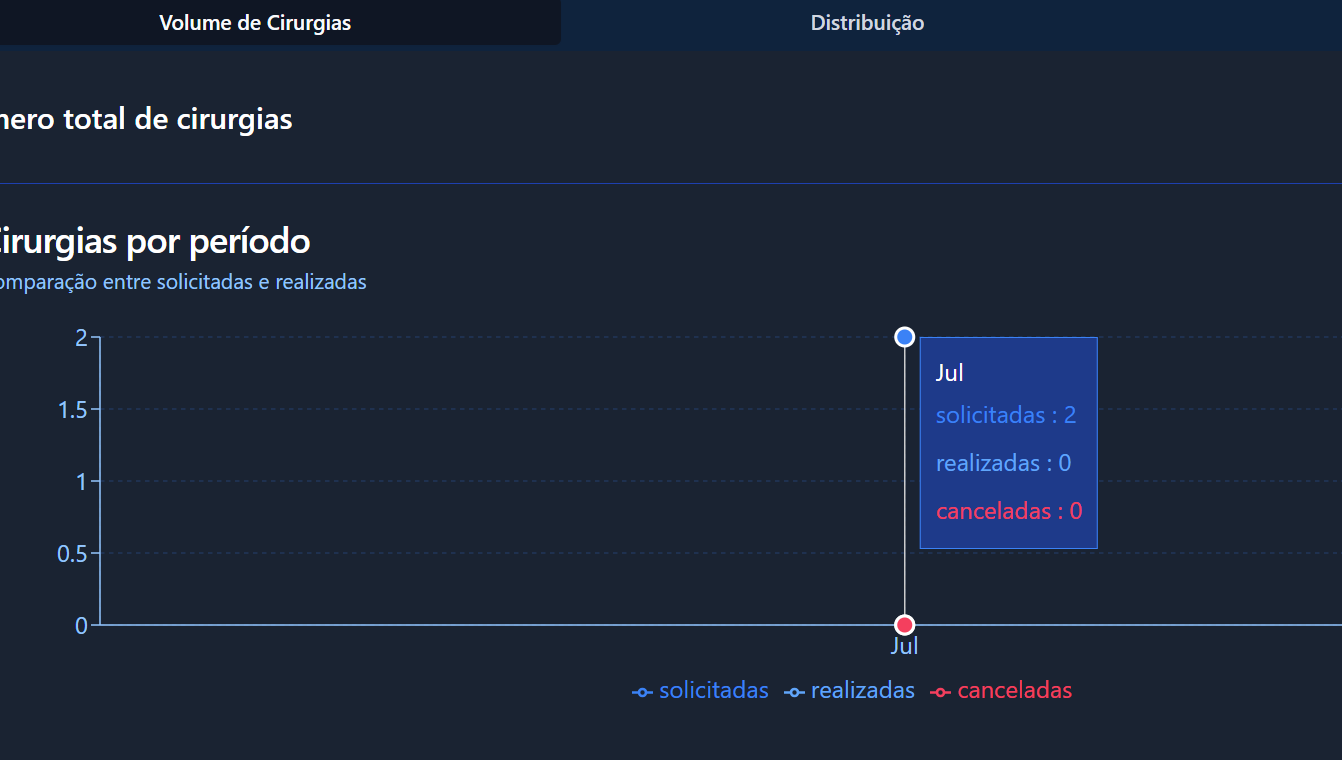 Volume de Cirurgias
Distribuição
nero total de cirurgias
Cirurgias por período
omparação entre solicitadas e realizadas
2
1.5
1
0.5
0
Jul
solicitadas : 2
realizadas : 0
canceladas : 0
Jul
solicitadas
realizadas
canceladas